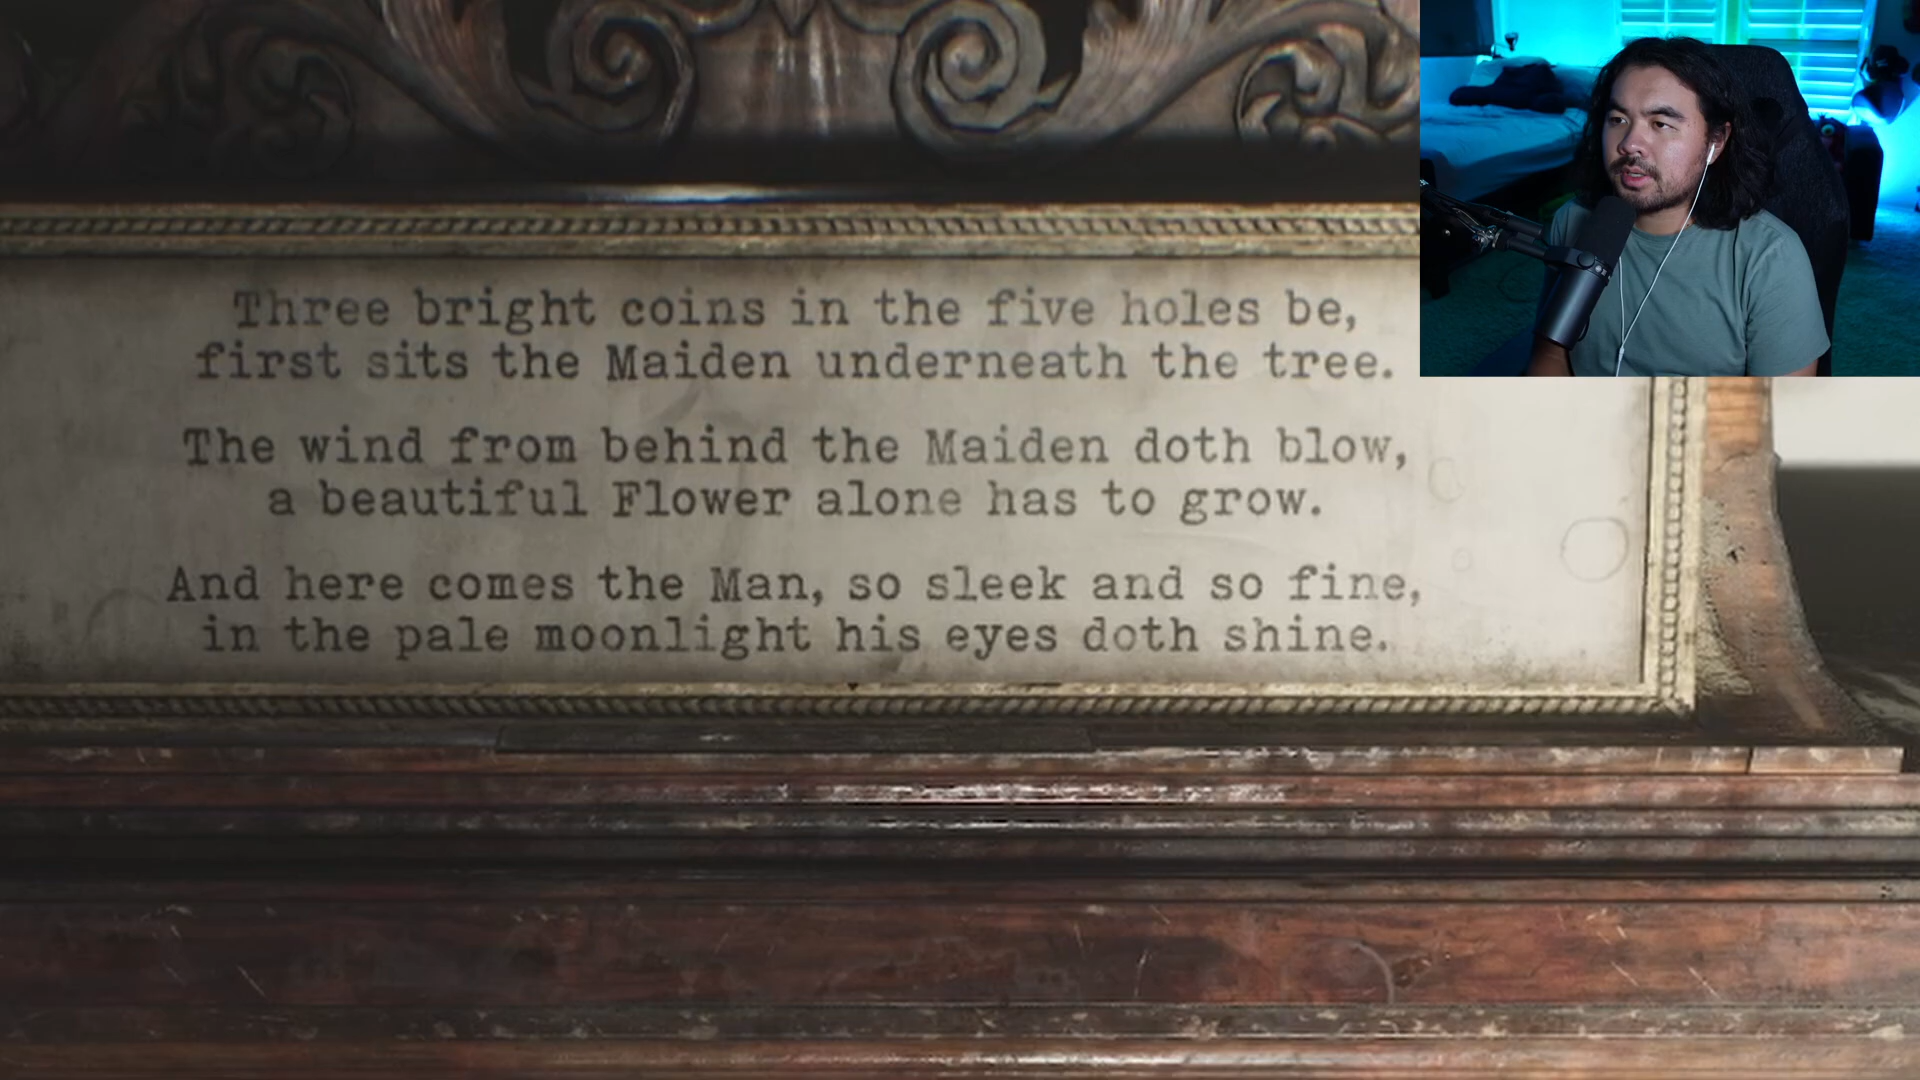 Three bright coins in the five holes be,
first sits the Maiden underneath the tree.
The wind from behind the Maiden doth blow,
a beautiful Flower alone has to grow.
And here comes the Man, so sleek and so fine,
in the pale moonlight his eyes doth shine.